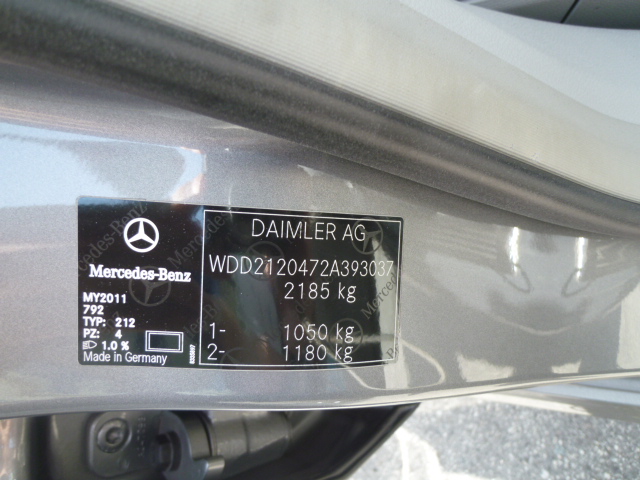 Mercedes-Benz
MY2011
792
TYP: 212
PZ: 4
1.0 %
Made in Germany
DAIMLER AG
WDD2120472A393037
2185 kg
1- 1050 kg
2- 1180 kg